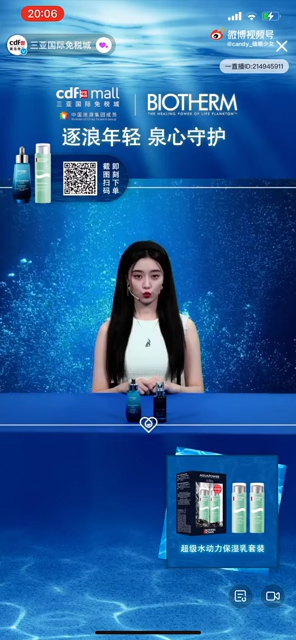 20:06
cdf 三亚国际免税城
微博视频号
@candy_萌糖少女
一直播ID:214945911
cdf mall
三亚国际免税城
中国旅游集团成员
BIOTHERM
THE HEALING POWER OF LIFE PLANKTON™
逐浪年轻 泉心守护
即刻下单
截图扫码
超级水动力保湿乳套装